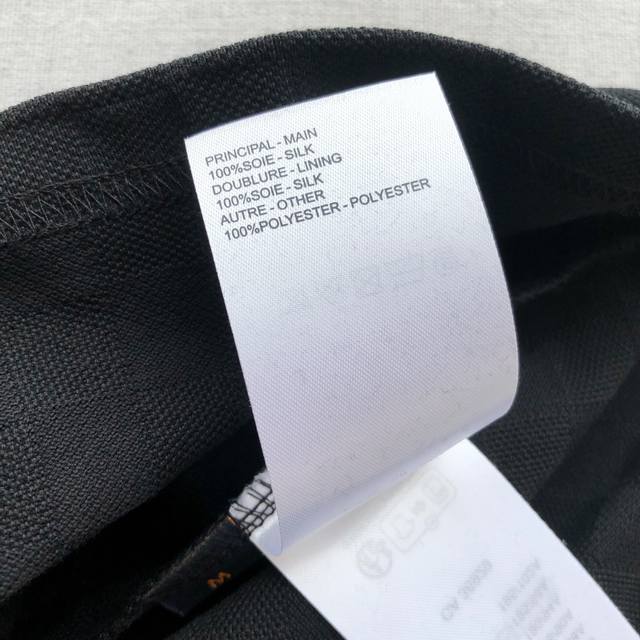 PRINCIPAL - MAIN
100%SOIE - SILK
DOUBLURE - LINING
100%SOIE - SILK
AUTRE - OTHER
100%POLYESTER - POLYESTER